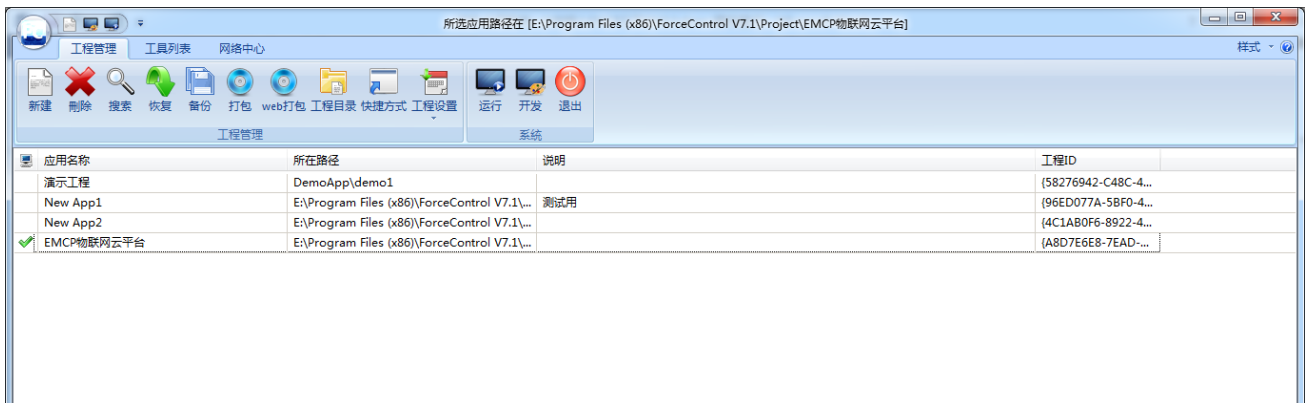 所选应用路径在 [E:\Program Files (x86)\ForceControl V7.1\Project\EMCP物联网云平台]
工程管理 工具列表 网络中心 样式
新建 删除 搜索 恢复 备份 打包 web打包 工程目录 快捷方式 工程设置 运行 开发 退出
工程管理 系统
应用名称 所在路径 说明 工程ID
演示工程 DemoApp\demo1 {58276942-C48C-4...
New App1 E:\Program Files (x86)\ForceControl V7.1\... 测试用 {96ED077A-5BF0-4...
New App2 E:\Program Files (x86)\ForceControl V7.1\... {4C1AB0F6-8922-4...
EMCP物联网云平台 E:\Program Files (x86)\ForceControl V7.1\... {A8D7E6E8-7EAD-...